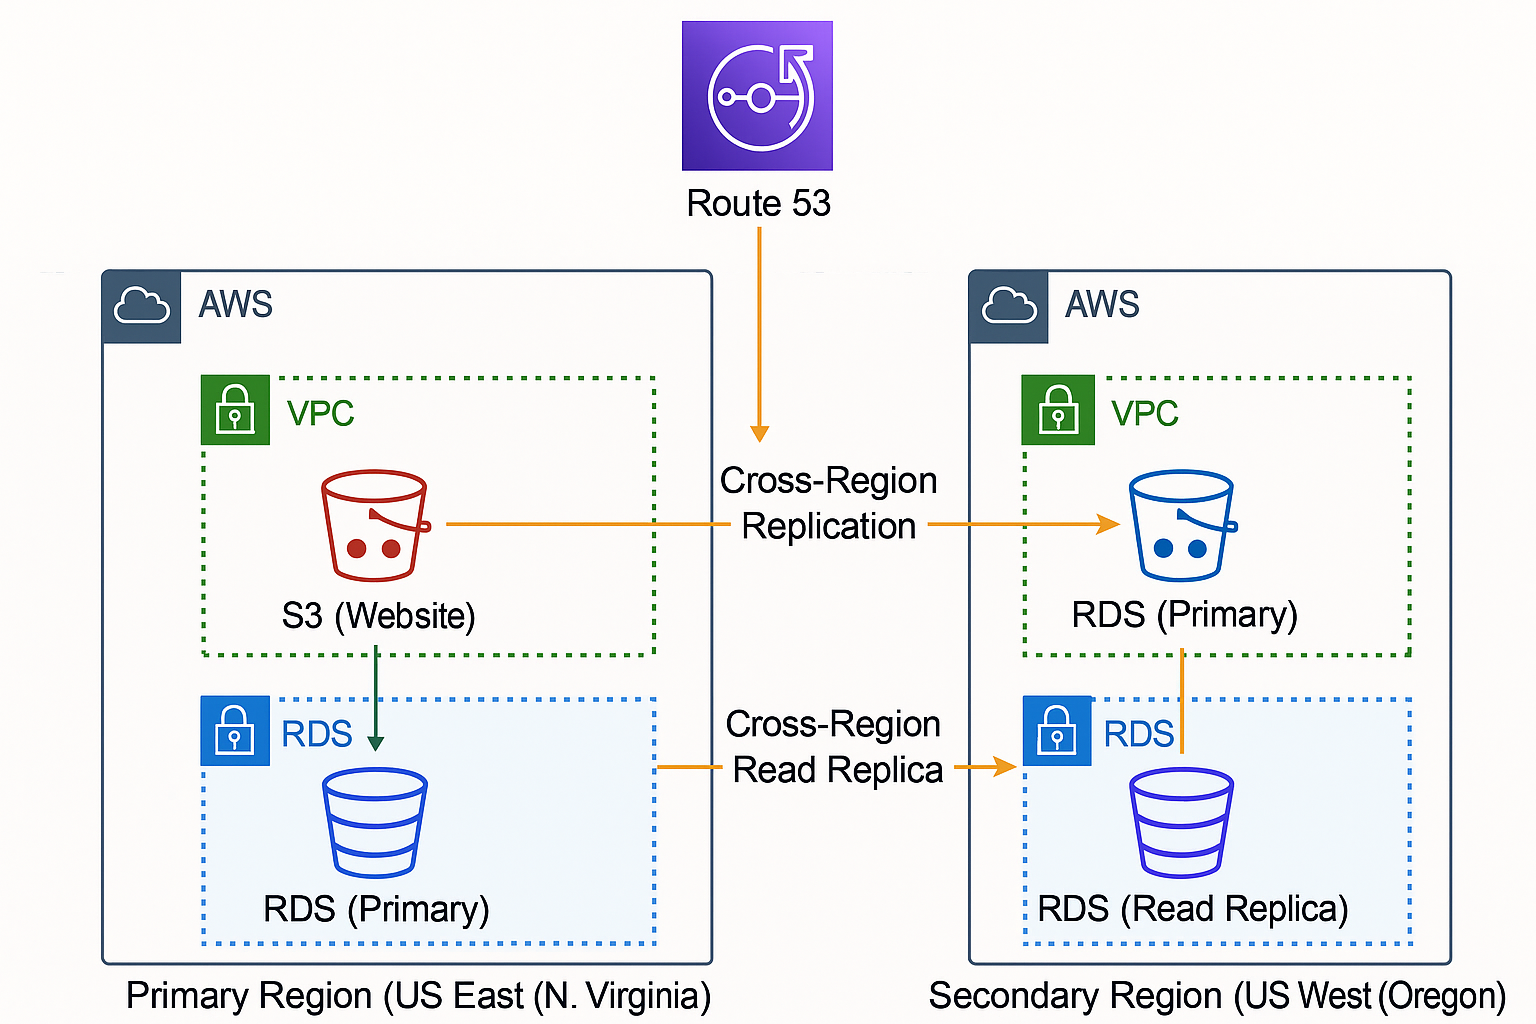 Route 53
AWS
AWS
VPC
VPC
Cross-Region
Replication
S3 (Website)
RDS (Primary)
RDS
RDS
Cross-Region
Read Replica
RDS (Primary)
RDS (Read Replica)
Primary Region (US East (N. Virginia)
Secondary Region (US West (Oregon)